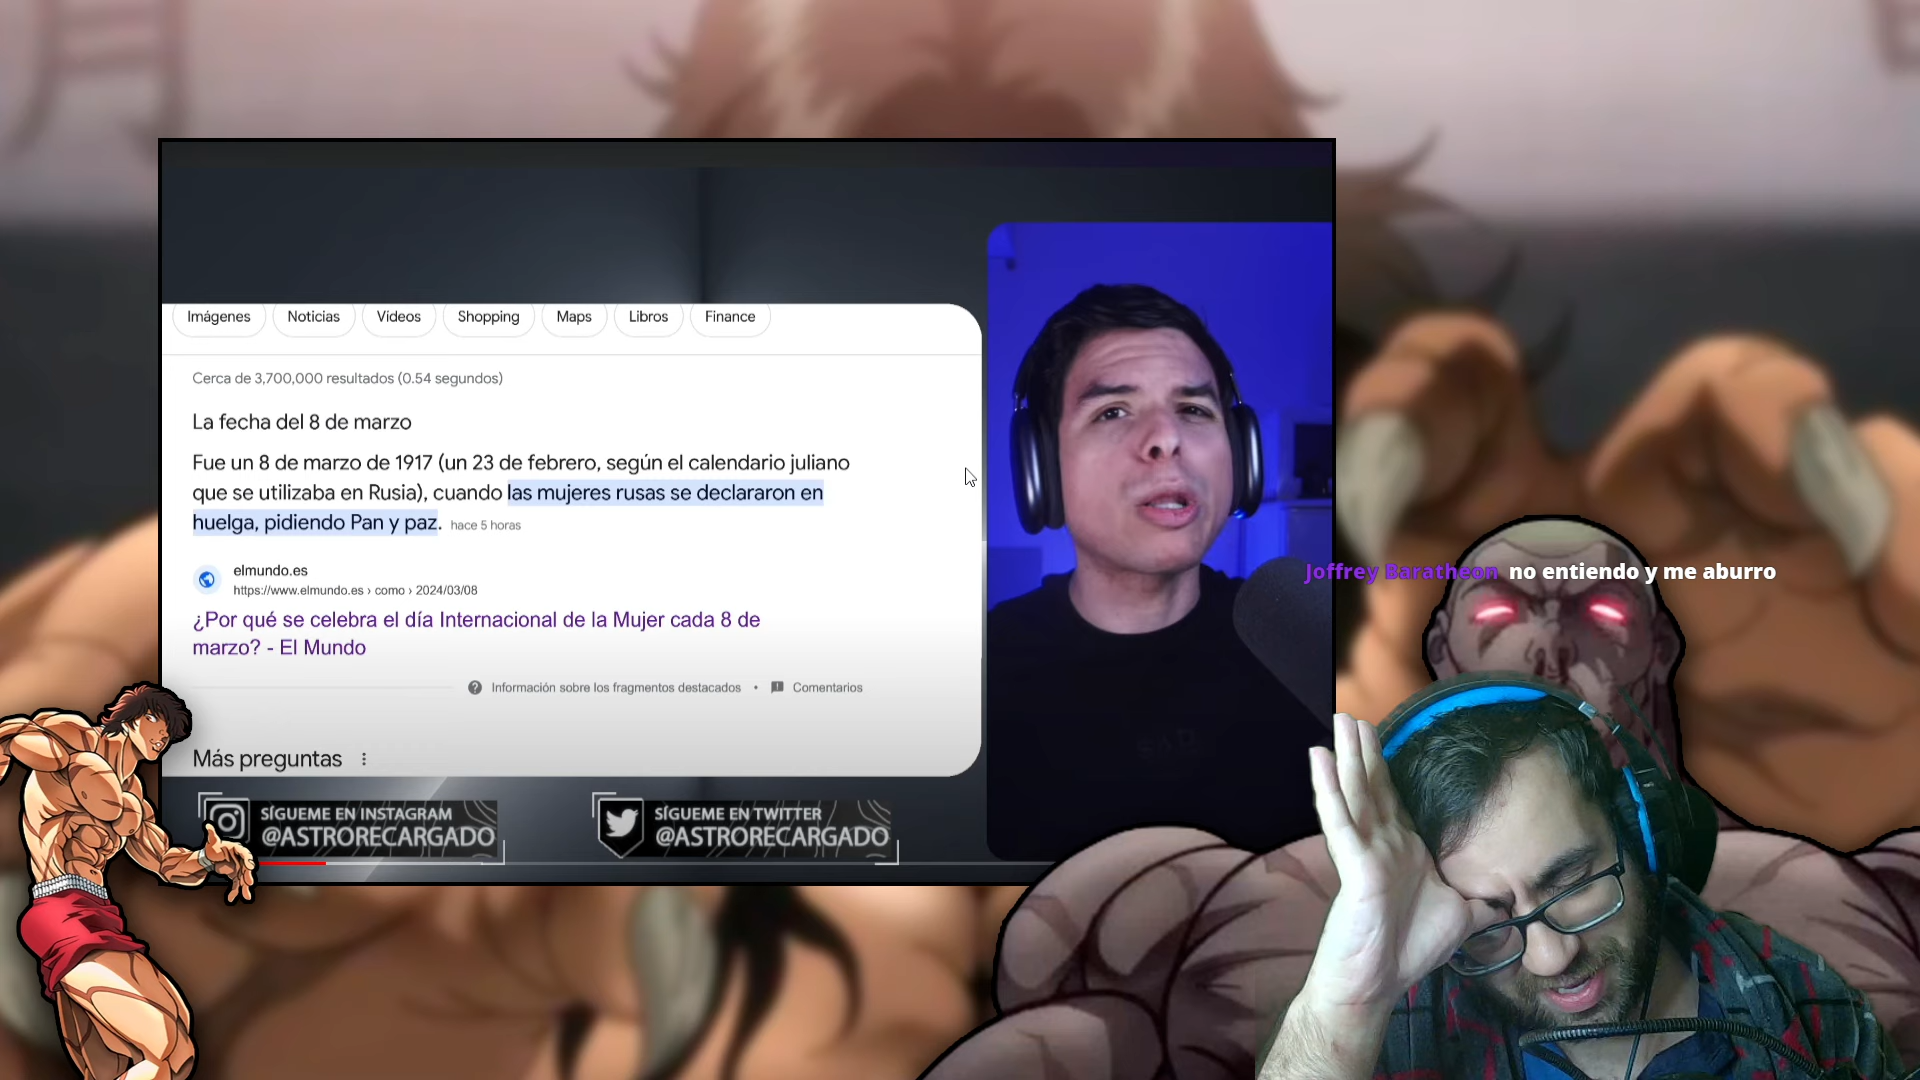 Imágenes
Noticias
Vídeos
Shopping
Maps
Libros
Finance
Cerca de 3,700,000 resultados (0.54 segundos)
La fecha del 8 de marzo
Fue un 8 de marzo de 1917 (un 23 de febrero, según el calendario juliano
que se utilizaba en Rusia), cuando las mujeres rusas se declararon en
huelga, pidiendo Pan y paz. hace 5 horas
elmundo.es
https://www.elmundo.es › como › 2024/03/08
¿Por qué se celebra el día Internacional de la Mujer cada 8 de
marzo? - El Mundo
Información sobre los fragmentos destacados • Comentarios
Más preguntas
SÍGUEME EN INSTAGRAM
@ASTRORECARGADO
SÍGUEME EN TWITTER
@ASTRORECARGADO
Joffrey Baratheon no entiendo y me aburro